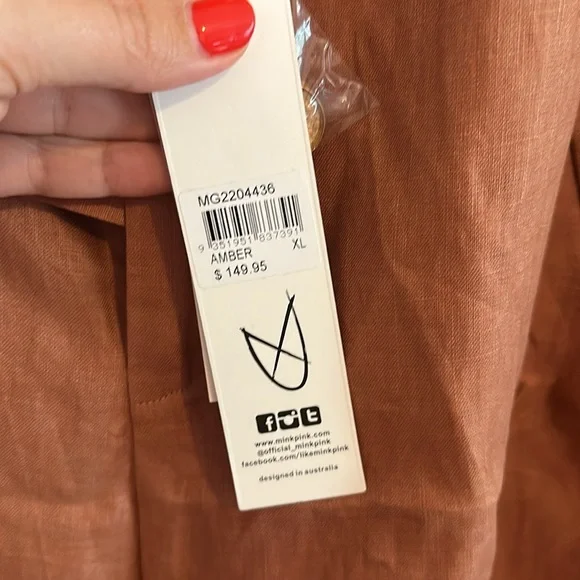 MG2204436
9 351951 837391
AMBER XL
$ 149.95
www.minkpink.com
@official_minkpink
facebook.com/likeminkpink
designed in australia